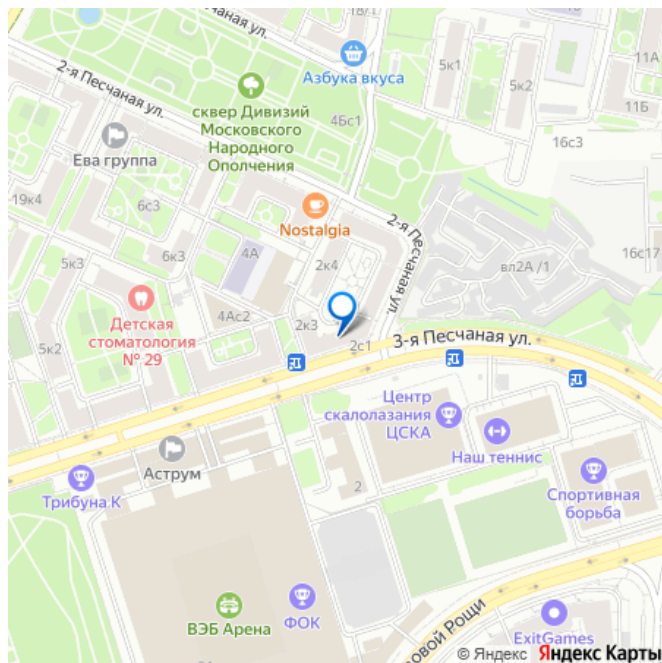 18/1
2-я Песчаная ул.
Азбука вкуса
5к1
5к2
11А
11Б
16с3
сквер Дивизий
Московского
Народного
Ополчения
4Бс1
Ева группа
19к4
6с3
Nostalgia
2-я Песчаная ул.
5к3
6к3
4А
2к4
вл2А /1
16с17
Детская
стоматология
№ 29
4Ас2
2к3
2с1
3-я Песчаная ул.
5к2
Центр
скалолазания
ЦСКА
Наш теннис
Аструм
Трибуна К
2
Спортивная
борьба
ВЭБ Арена
ФОК
овой Рощи
ExitGames
© Яндекс Яндекс Карты